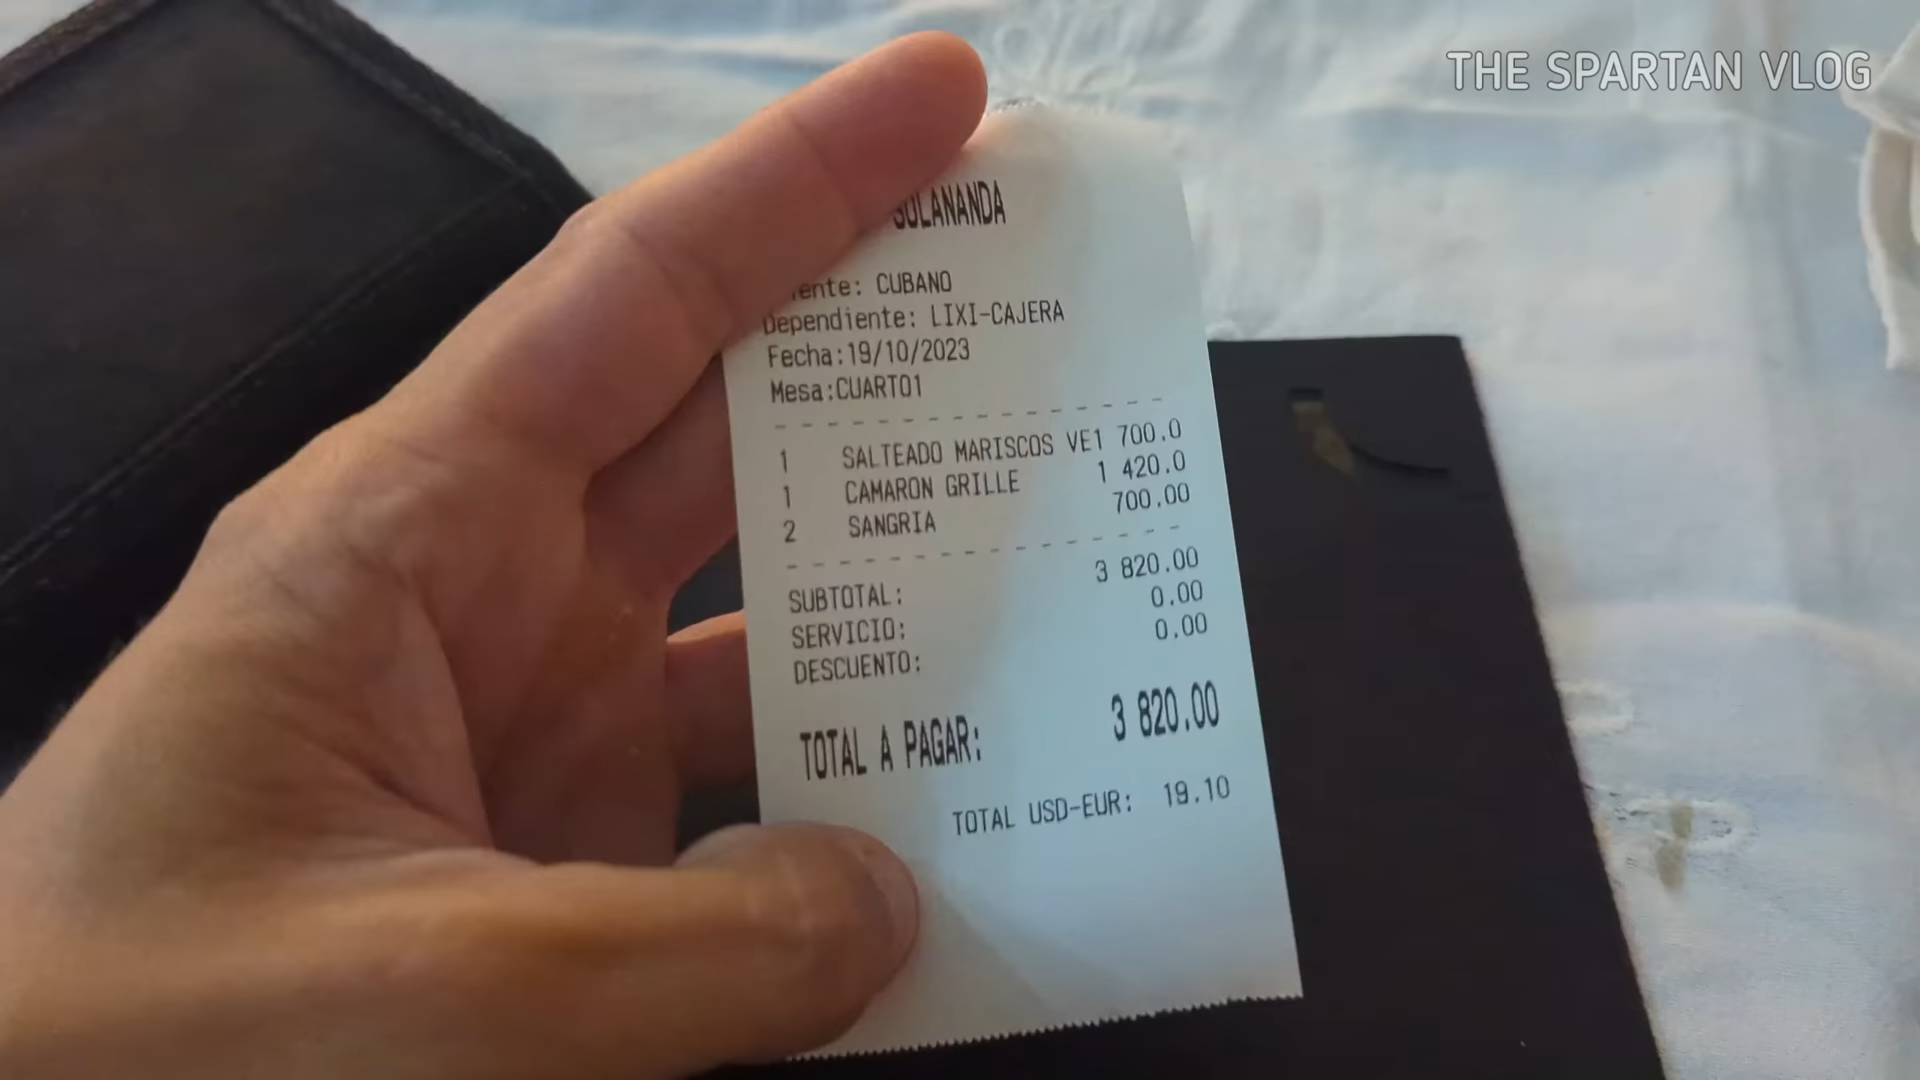 THE SPARTAN VLOG
SOLANANDA
iente: CUBANO
Dependiente: LIXI-CAJERA
Fecha:19/10/2023
Mesa:CUARTO1
1 SALTEADO MARISCOS VE1 700.0
1 CAMARON GRILLE 1 420.0
2 SANGRIA 700.00
SUBTOTAL: 3 820.00
SERVICIO: 0.00
DESCUENTO: 0.00
TOTAL A PAGAR: 3 820.00
TOTAL USD-EUR: 19.10